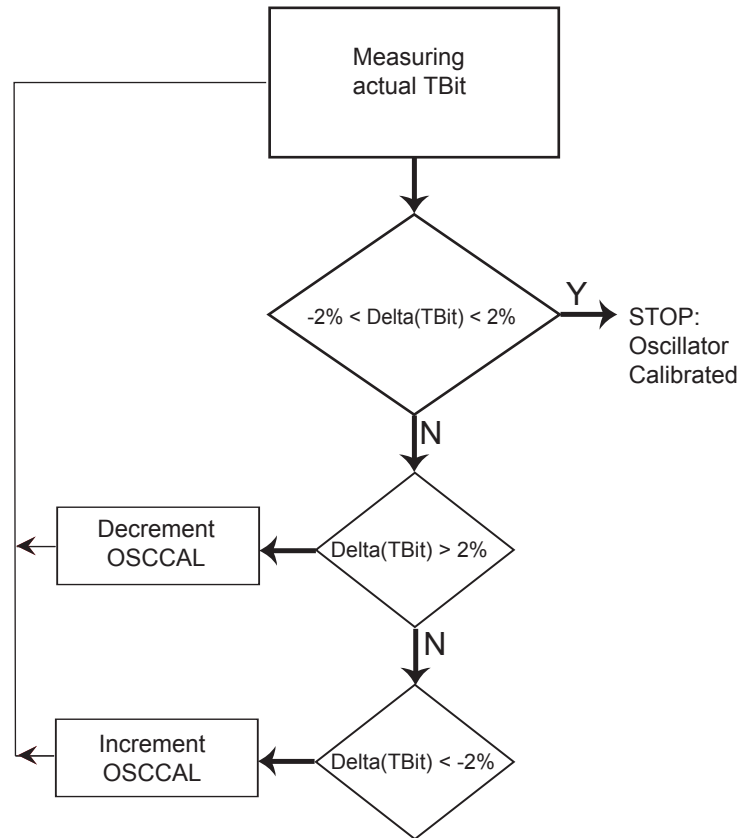 Measuring
actual TBit
-2% < Delta(TBit) < 2%
Y
STOP:
Oscillator
Calibrated
N
Decrement
OSCCAL
Delta(TBit) > 2%
N
Increment
OSCCAL
Delta(TBit) < -2%